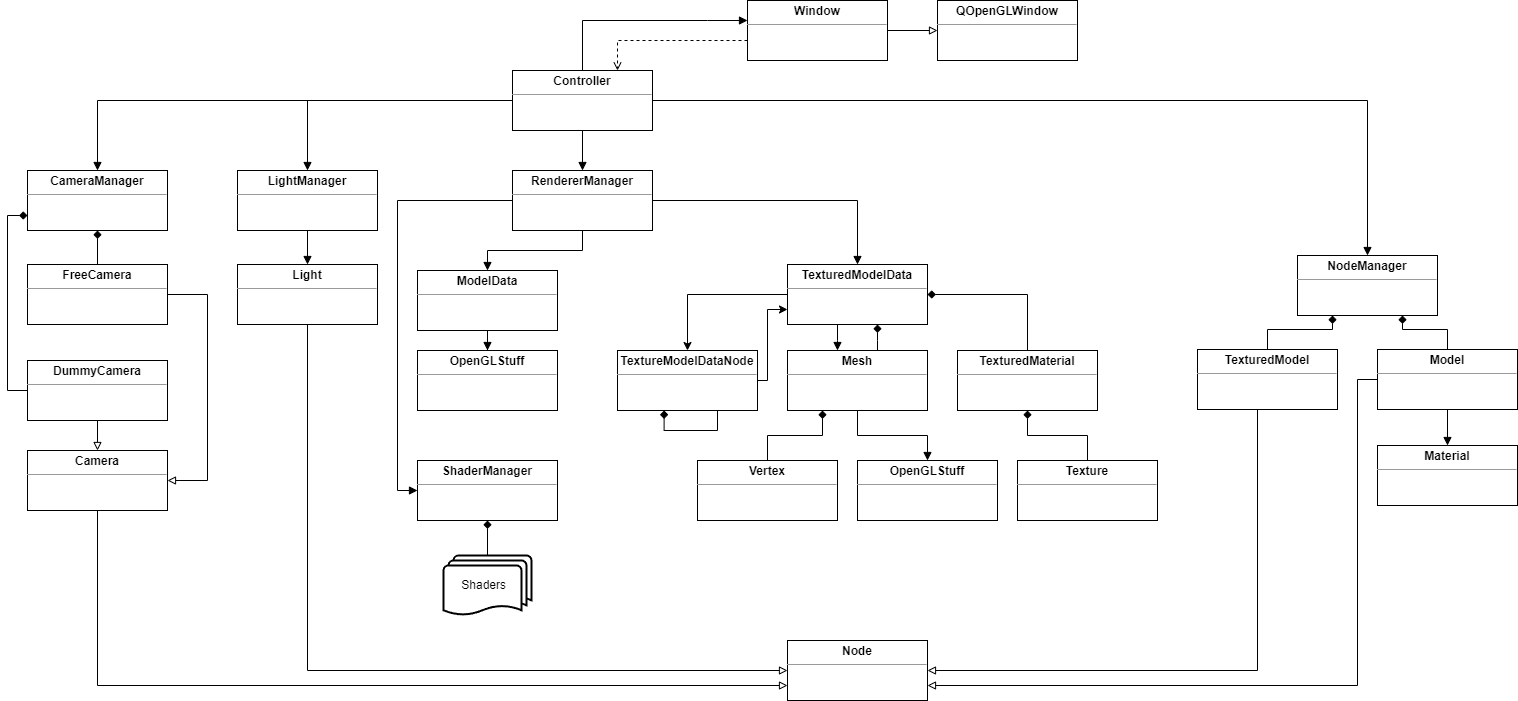 Window
QOpenGLWindow
Controller
CameraManager
LightManager
RendererManager
NodeManager
FreeCamera
Light
ModelData
TexturedModelData
DummyCamera
OpenGLStuff
TextureModelDataNode
Mesh
TexturedMaterial
TexturedModel
Model
Camera
ShaderManager
Vertex
OpenGLStuff
Texture
Material
Shaders
Node